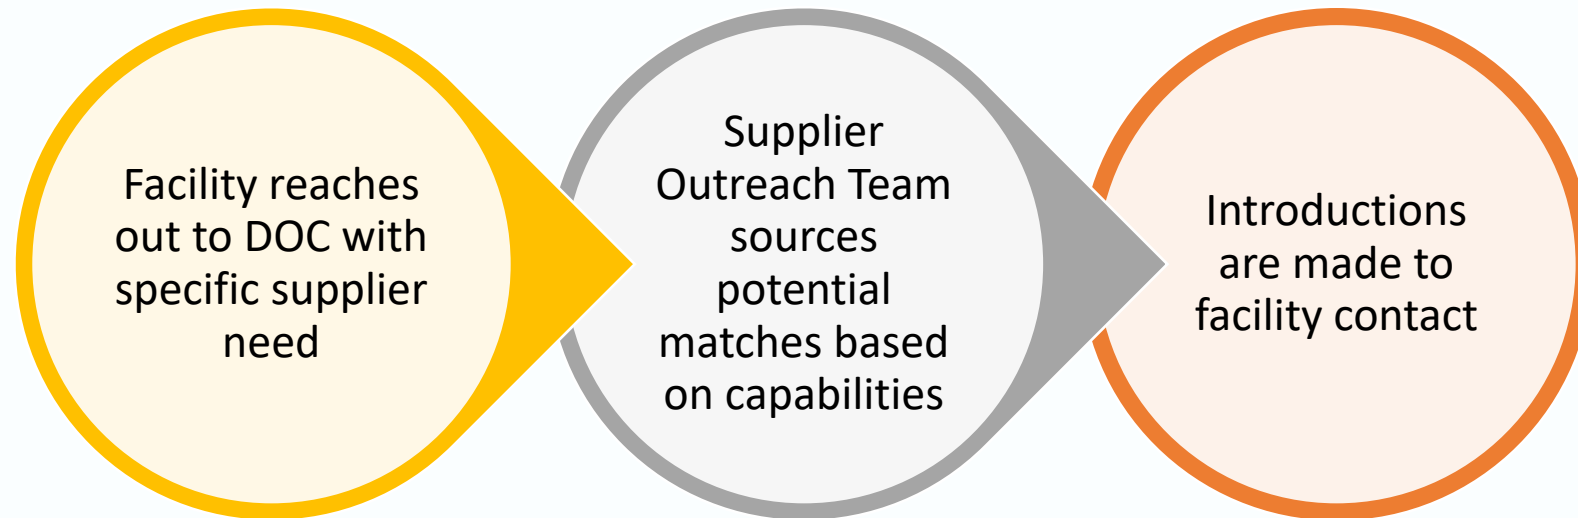 Facility reaches
out to DOC with
specific supplier
need
Supplier
Outreach Team
sources
potential
matches based
on capabilities
Introductions
are made to
facility contact